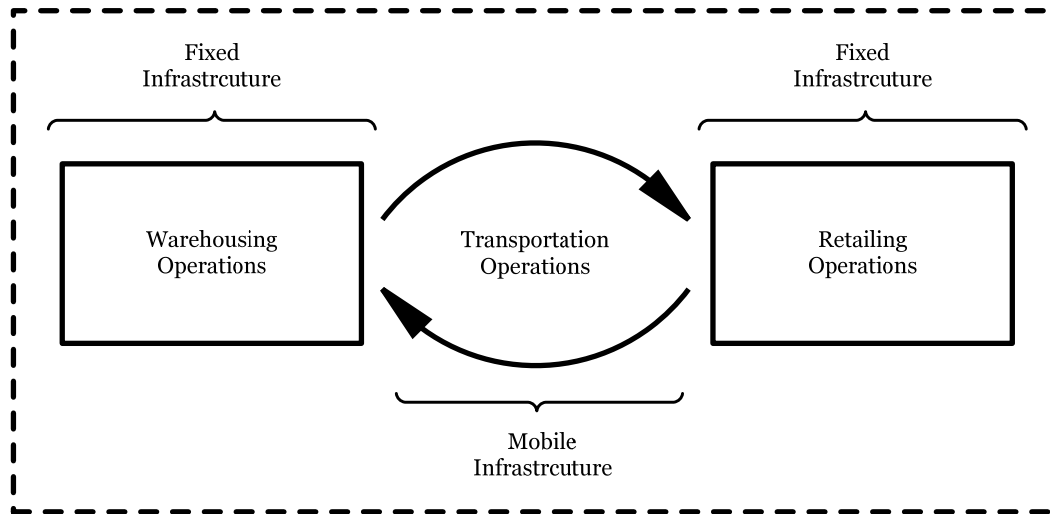 Fixed
Infrastrcuture
Fixed
Infrastrcuture
Warehousing
Operations
Transportation
Operations
Retailing
Operations
Mobile
Infrastrcuture